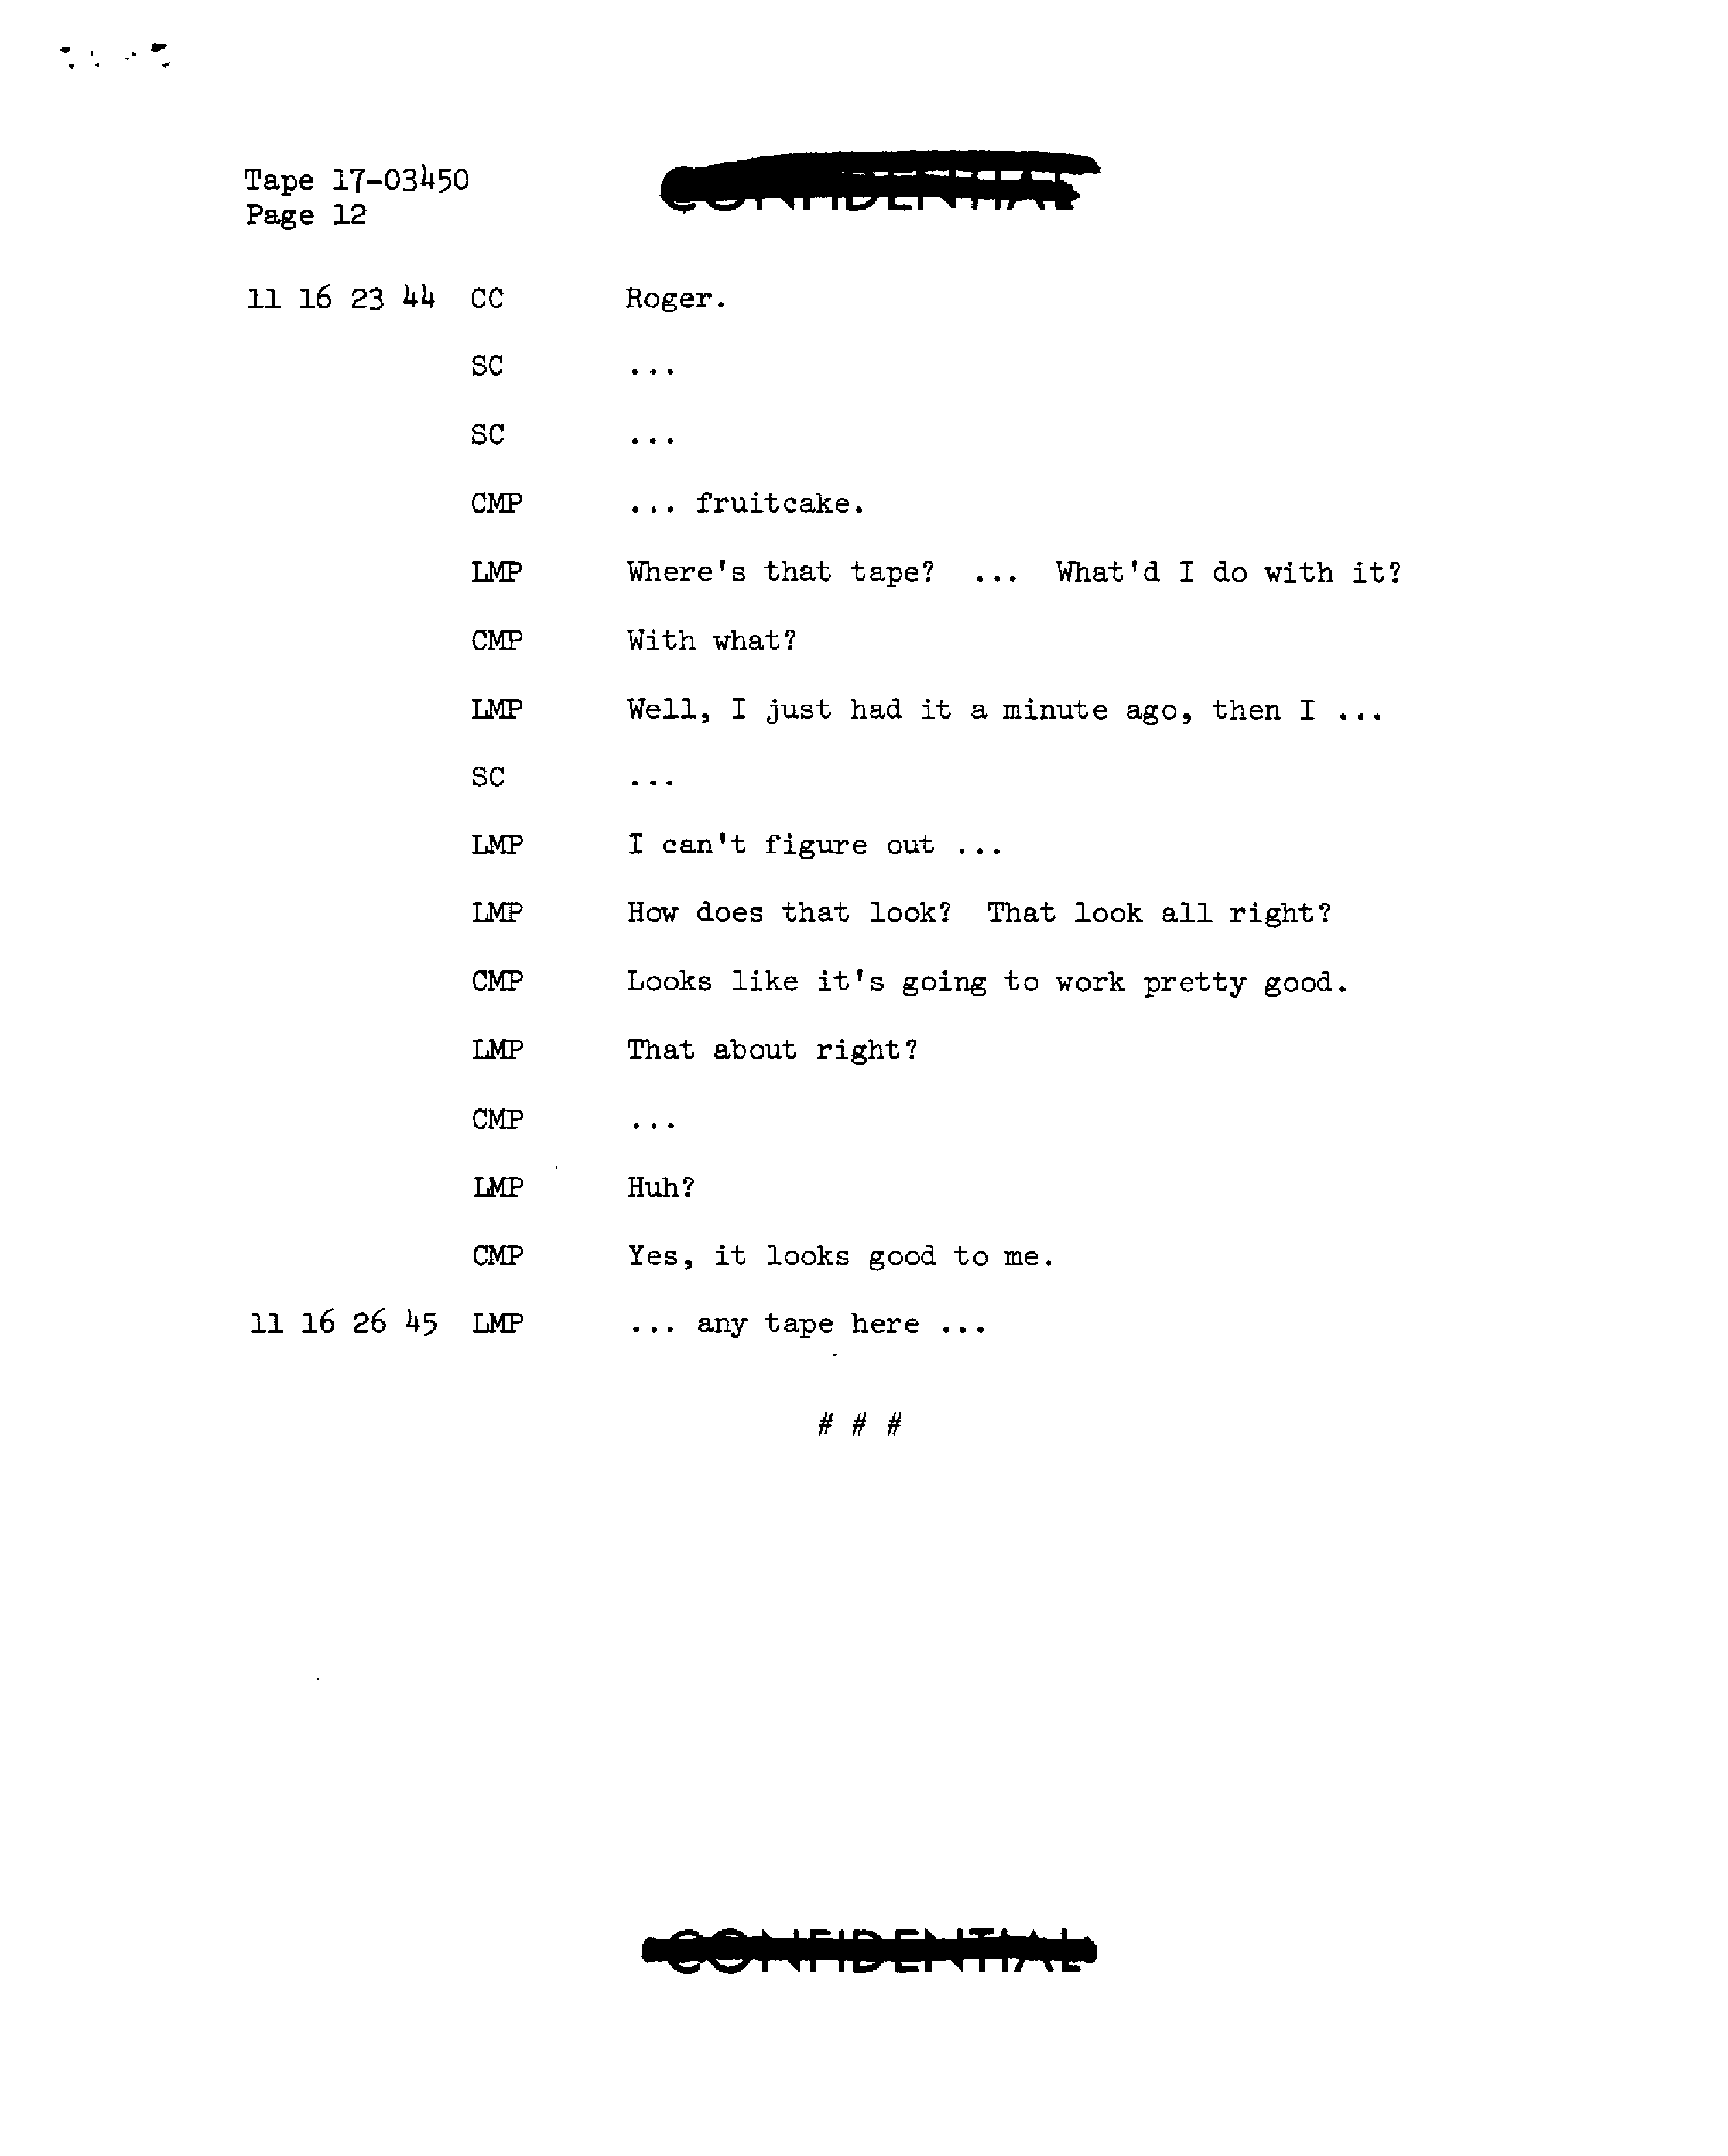 Tape 17-03450
Page 12
CONFIDENTIAL
11 16 23 44 CC Roger.
SC ...
SC ...
CMP ... fruitcake.
LMP Where's that tape? ... What'd I do with it?
CMP With what?
LMP Well, I just had it a minute ago, then I ...
SC ...
LMP I can't figure out ...
LMP How does that look? That look all right?
CMP Looks like it's going to work pretty good.
LMP That about right?
CMP ...
LMP Huh?
CMP Yes, it looks good to me.
11 16 26 45 LMP ... any tape here ...
# # #
CONFIDENTIAL